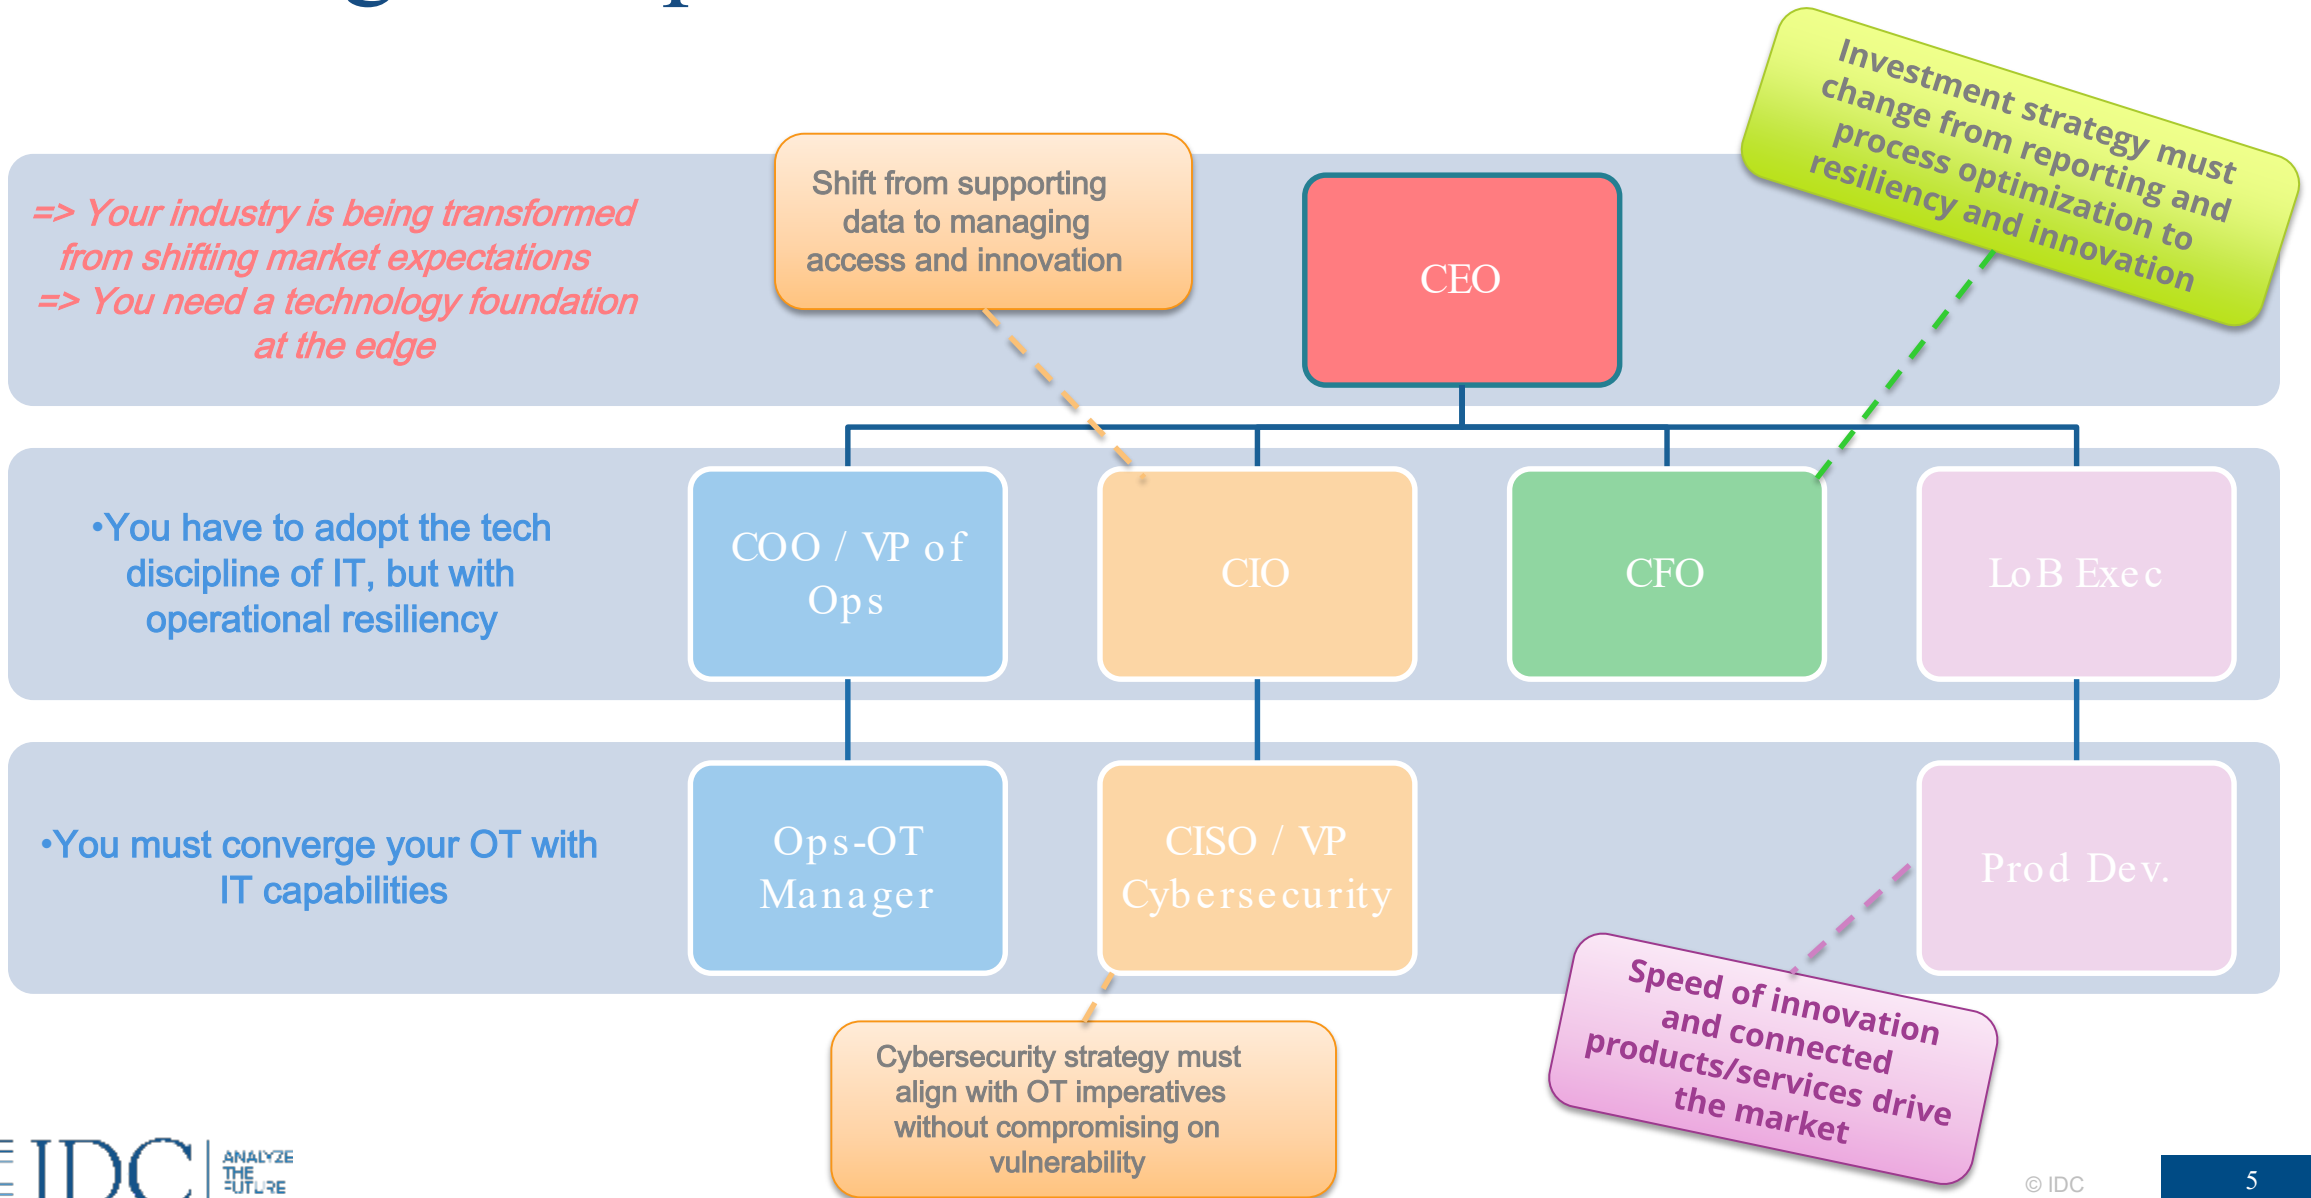 Investment strategy must
change from reporting and
process optimization to
resiliency and innovation
Shift from supporting
data to managing
access and innovation
=> Your industry is being transformed
from shifting market expectations
=> You need a technology foundation
at the edge
CEO
•You have to adopt the tech
discipline of IT, but with
operational resiliency
COO / VP of
Ops
CIO
CFO
LoB Exec
•You must converge your OT with
IT capabilities
Ops-OT
Manager
CISO / VP
Cybersecurity
Prod Dev.
Speed of innovation
and connected
products/services drive
the market
Cybersecurity strategy must
align with OT imperatives
without compromising on
vulnerability
IDC
ANALYZE
THE
FUTURE
© IDC
5